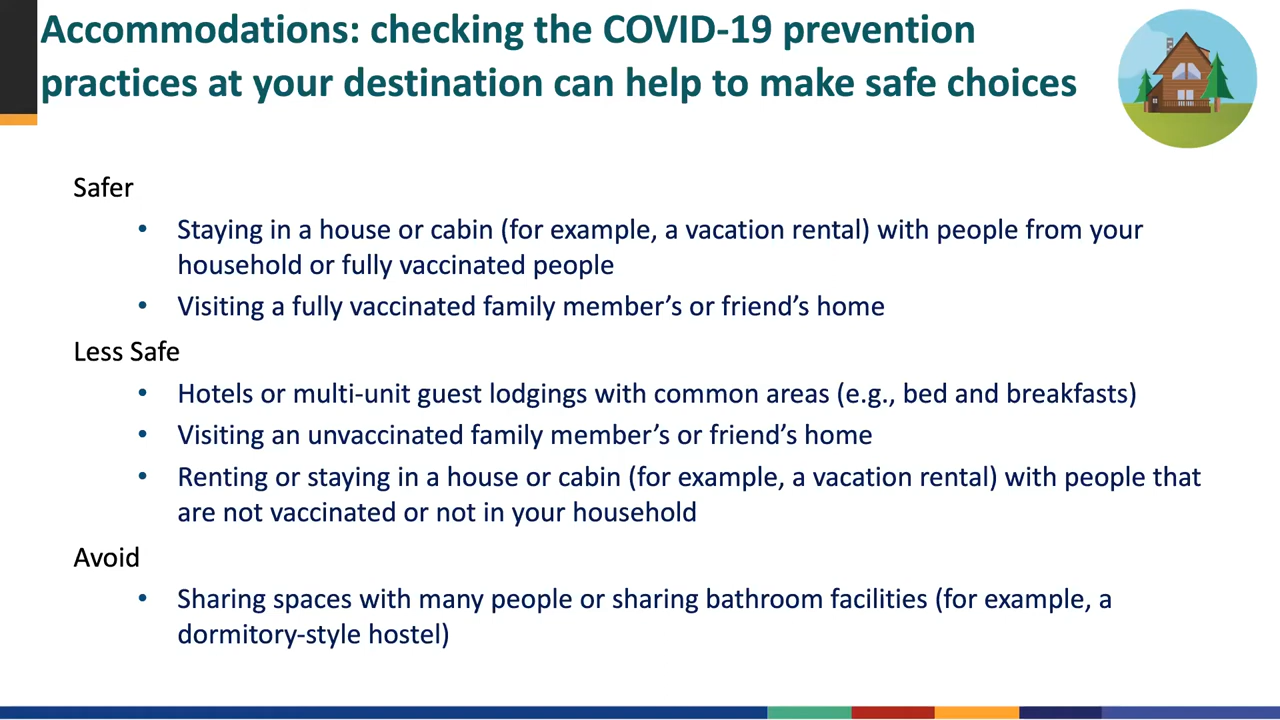 Accommodations: checking the COVID-19 prevention
practices at your destination can help to make safe choices
Safer
• Staying in a house or cabin (for example, a vacation rental) with people from your
household or fully vaccinated people
• Visiting a fully vaccinated family member’s or friend’s home
Less Safe
• Hotels or multi-unit guest lodgings with common areas (e.g., bed and breakfasts)
• Visiting an unvaccinated family member’s or friend’s home
• Renting or staying in a house or cabin (for example, a vacation rental) with people that
are not vaccinated or not in your household
Avoid
• Sharing spaces with many people or sharing bathroom facilities (for example, a
dormitory-style hostel)